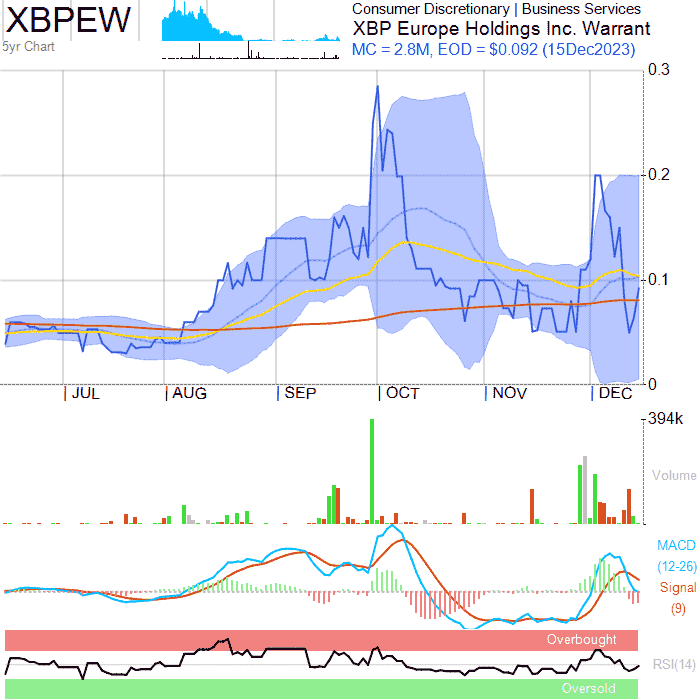 XBPEW
5yr Chart
Consumer Discretionary | Business Services
XBP Europe Holdings Inc. Warrant
MC = 2.8M, EOD = $0.092 (15Dec2023)
0.3
0.2
0.1
0
JUL
AUG
SEP
OCT
NOV
DEC
394k
Volume
MACD
(12-26)
Signal
(9)
Overbought
RSI(14)
Oversold